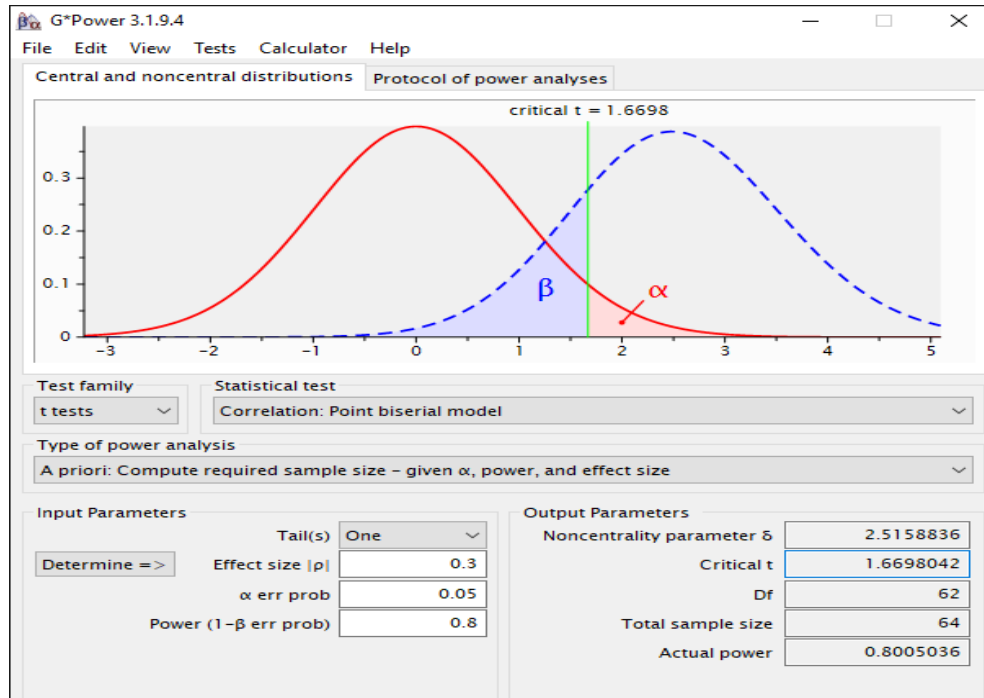 G*Power 3.1.9.4
File Edit View Tests Calculator Help
Central and noncentral distributions Protocol of power analyses
critical t = 1.6698
0.3
0.2
0.1
0
β
α
-3 -2 -1 0 1 2 3 4 5
Test family Statistical test
t tests Correlation: Point biserial model
Type of power analysis
A priori: Compute required sample size - given α, power, and effect size
Input Parameters Output Parameters
Tail(s) One Noncentrality parameter δ 2.5158836
Determine => Effect size |ρ| 0.3 Critical t 1.6698042
α err prob 0.05 Df 62
Power (1-β err prob) 0.8 Total sample size 64
Actual power 0.8005036